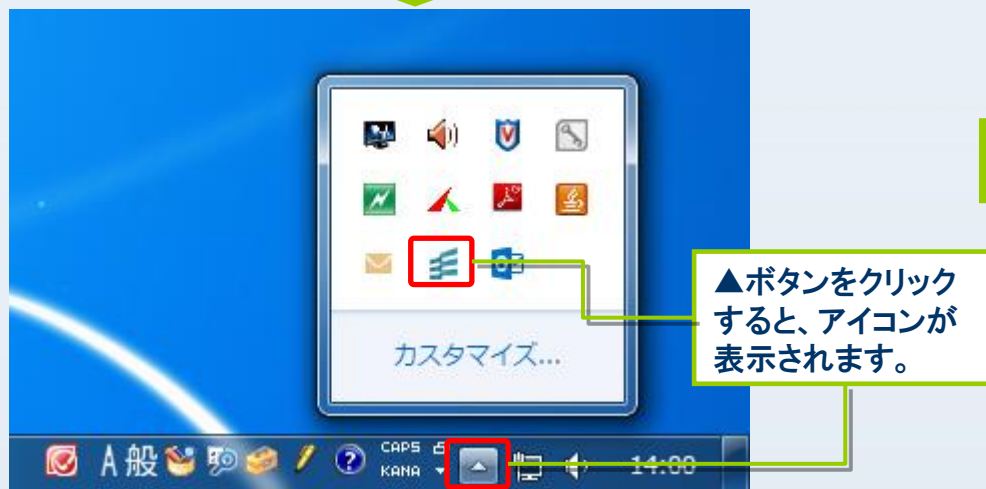 ▲ボタンをクリック
すると、アイコンが
表示されます。
カスタマイズ...
A 般
CAPS
KANA
14:00